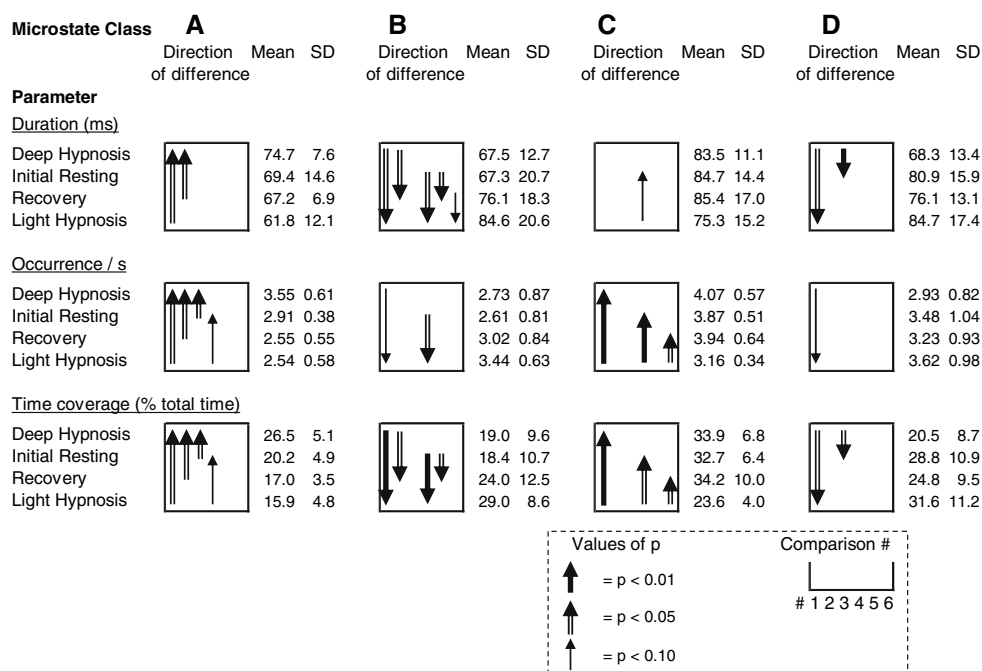 Microstate Class A B C D
Direction of difference Mean SD Direction of difference Mean SD Direction of difference Mean SD Direction of difference Mean SD
Parameter
Duration (ms)
Deep Hypnosis 74.7 7.6 67.5 12.7 83.5 11.1 68.3 13.4
Initial Resting 69.4 14.6 67.3 20.7 84.7 14.4 80.9 15.9
Recovery 67.2 6.9 76.1 18.3 85.4 17.0 76.1 13.1
Light Hypnosis 61.8 12.1 84.6 20.6 75.3 15.2 84.7 17.4
Occurrence / s
Deep Hypnosis 3.55 0.61 2.73 0.87 4.07 0.57 2.93 0.82
Initial Resting 2.91 0.38 2.61 0.81 3.87 0.51 3.48 1.04
Recovery 2.55 0.55 3.02 0.84 3.94 0.64 3.23 0.93
Light Hypnosis 2.54 0.58 3.44 0.63 3.16 0.34 3.62 0.98
Time coverage (% total time)
Deep Hypnosis 26.5 5.1 19.0 9.6 33.9 6.8 20.5 8.7
Initial Resting 20.2 4.9 18.4 10.7 32.7 6.4 28.8 10.9
Recovery 17.0 3.5 24.0 12.5 34.2 10.0 24.8 9.5
Light Hypnosis 15.9 4.8 29.0 8.6 23.6 4.0 31.6 11.2
Values of p Comparison #
= p < 0.01
# 1 2 3 4 5 6
= p < 0.05
= p < 0.10